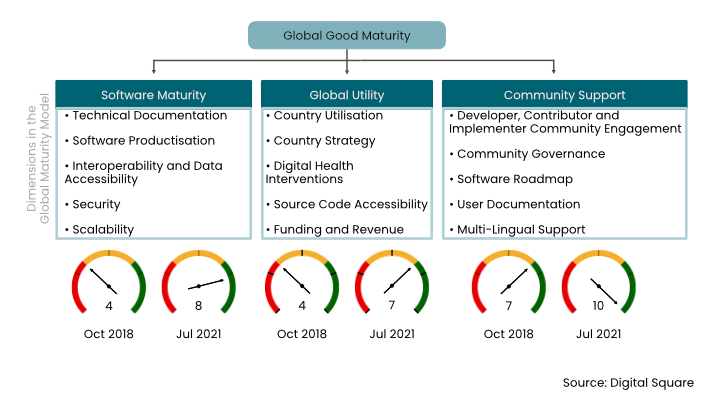 Global Good Maturity
Dimensions in the
Global Maturity Model
Software Maturity
• Technical Documentation
• Software Productisation
• Interoperability and Data
Accessibility
• Security
• Scalability
Global Utility
• Country Utilisation
• Country Strategy
• Digital Health
Interventions
• Source Code Accessibility
• Funding and Revenue
Community Support
• Developer, Contributor and
Implementer Community Engagement
• Community Governance
• Software Roadmap
• User Documentation
• Multi-Lingual Support
4
Oct 2018
8
Jul 2021
4
Oct 2018
7
Jul 2021
7
Oct 2018
10
Jul 2021
Source: Digital Square